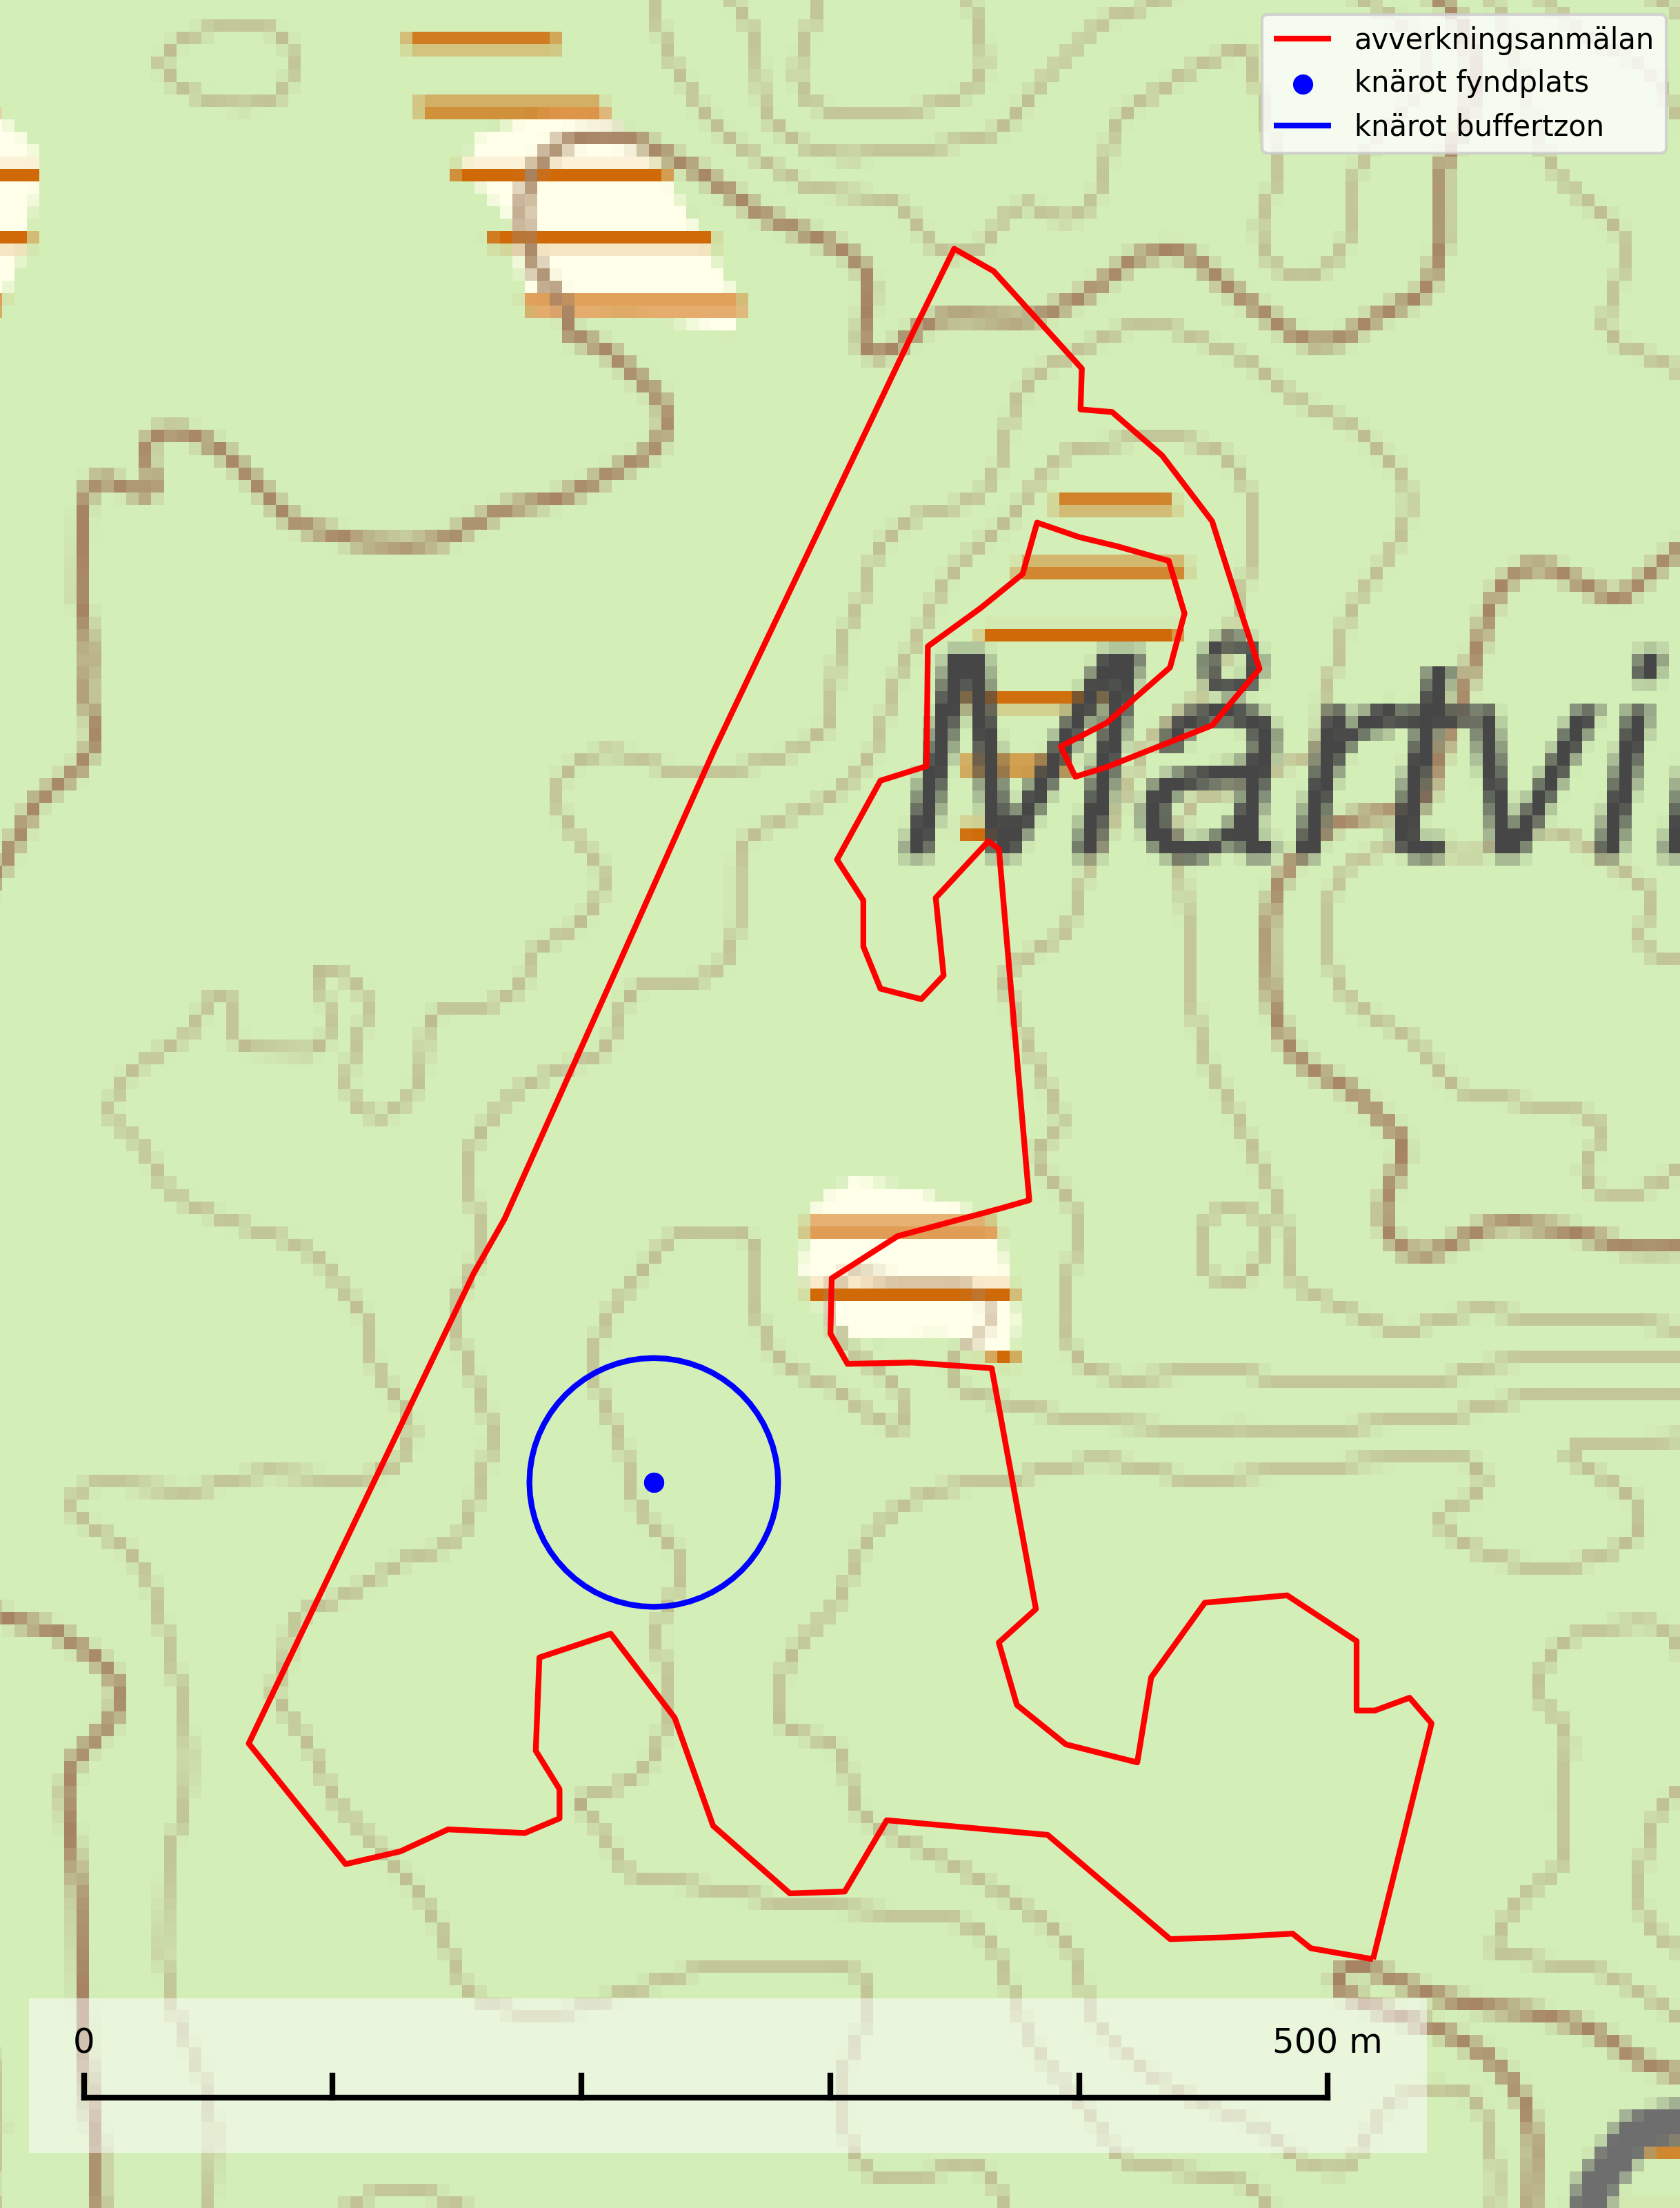 avverkningsanmälan
knärot fyndplats
knärot buffertzon
Mårtvi
0 500 m